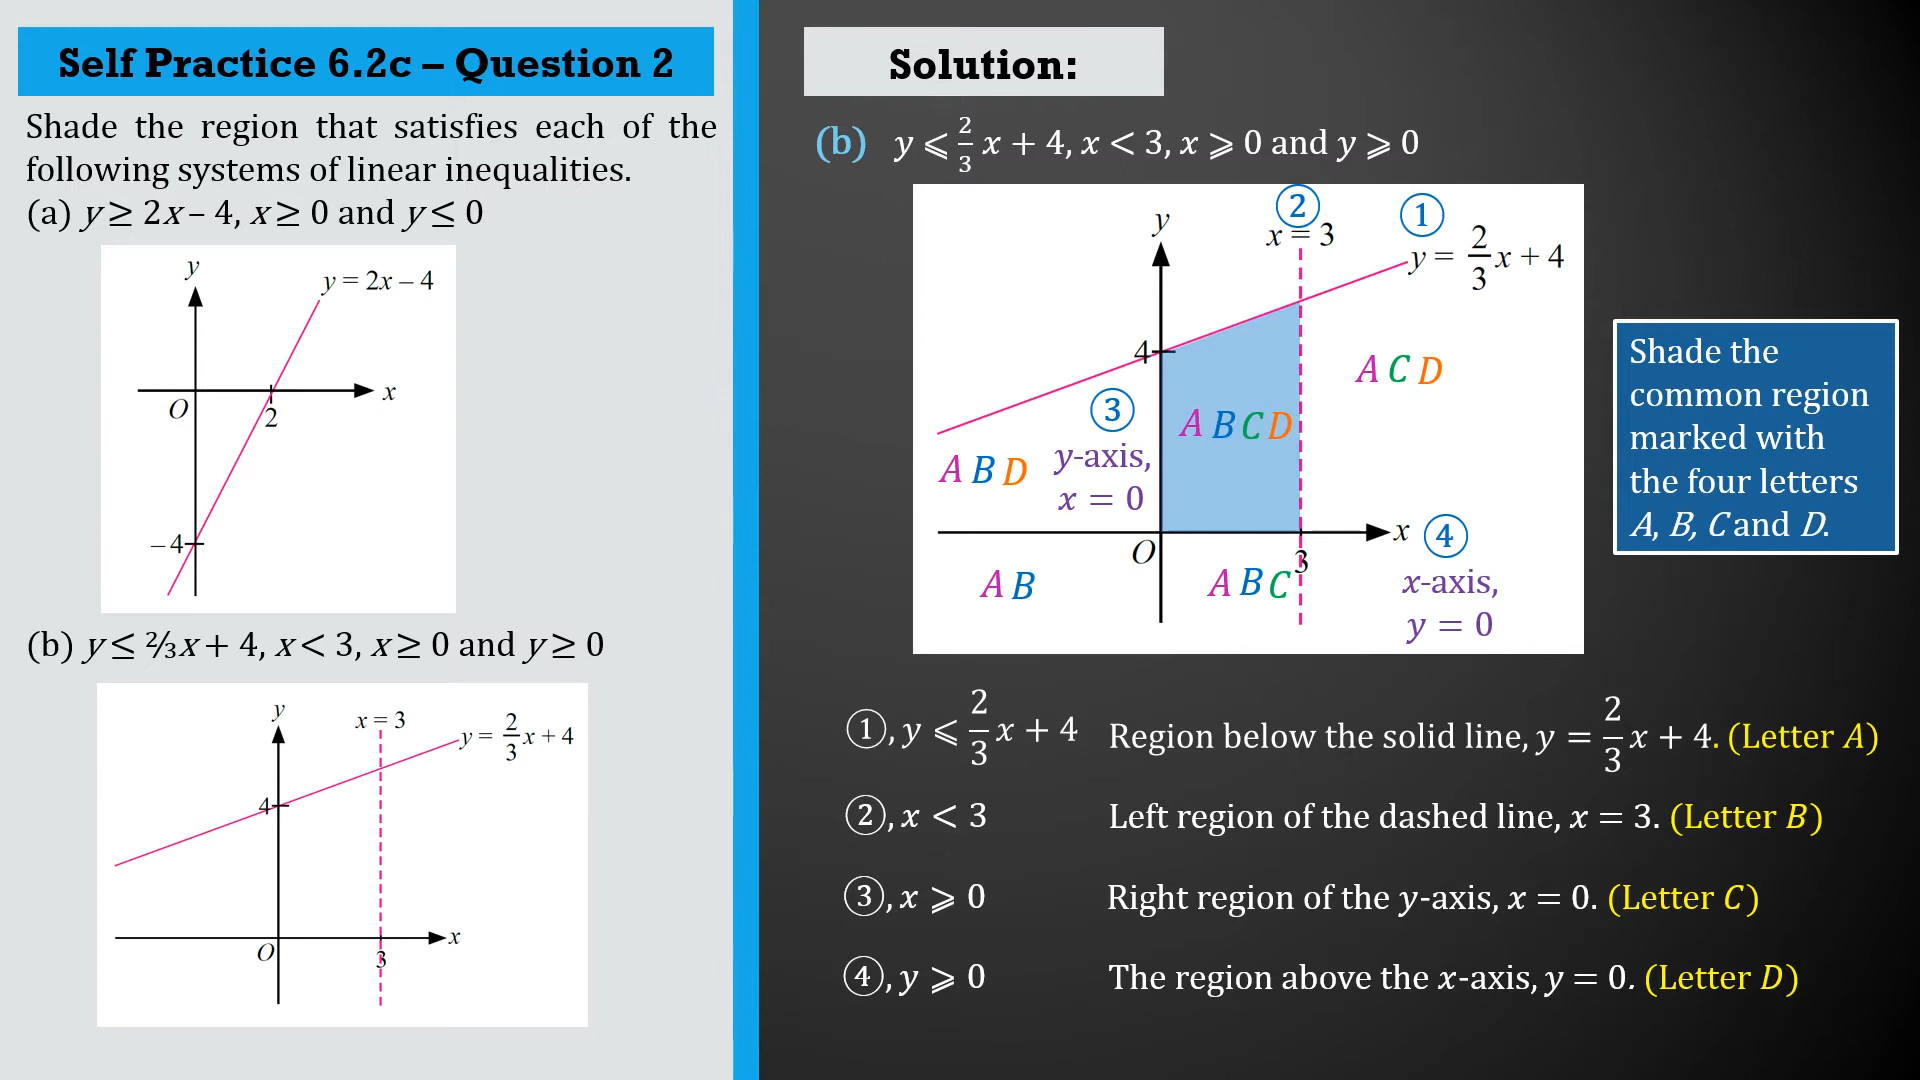 Self Practice 6.2c – Question 2
Shade the region that satisfies each of the
following systems of linear inequalities.
(a) y ≥ 2x – 4, x ≥ 0 and y ≤ 0
y
y = 2x – 4
O
2
x
– 4
(b) y ≤ ⅔x + 4, x < 3, x ≥ 0 and y ≥ 0
y
x = 3
y = 2/3 x + 4
4
O
3
x
Solution:
(b) y ⩽ 2/3 x + 4, x < 3, x ⩾ 0 and y ⩾ 0
②
①
y
x = 3
y = 2/3 x + 4
4
③
A C D
A B C D
A B D
y-axis,
x = 0
x
④
O
3
A B
A B C
x-axis,
y = 0
Shade the
common region
marked with
the four letters
A, B, C and D.
①, y ⩽ 2/3 x + 4 Region below the solid line, y = 2/3 x + 4. (Letter A)
②, x < 3 Left region of the dashed line, x = 3. (Letter B)
③, x ⩾ 0 Right region of the y-axis, x = 0. (Letter C)
④, y ⩾ 0 The region above the x-axis, y = 0. (Letter D)